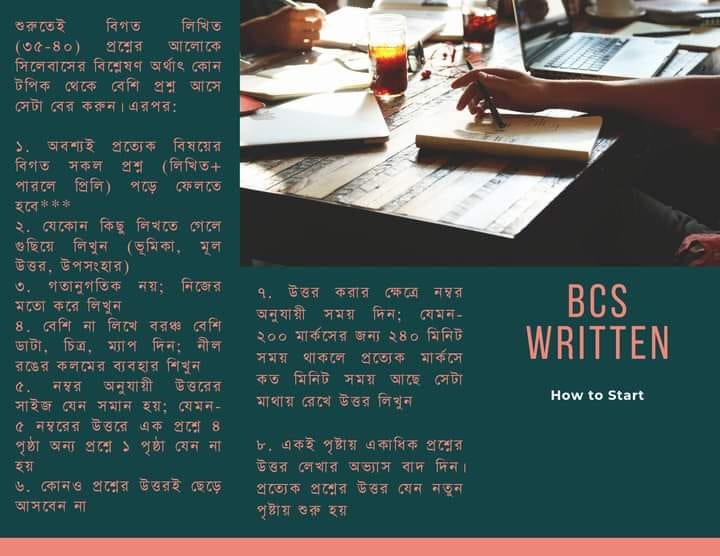 শুরুতেই বিগত লিখিত
(৩৫-৪০) প্রশ্নের আলোকে
সিলেবাসের বিশ্লেষণ অর্থাৎ কোন
টপিক থেকে বেশি প্রশ্ন আসে
সেটা বের করুন। এরপর:
১. অবশ্যই প্রত্যেক বিষয়ের
বিগত সকল প্রশ্ন (লিখিত+
পারলে প্রিলি) পড়ে ফেলতে
হবে***
২. যেকোন কিছু লিখতে গেলে
গুছিয়ে লিখুন (ভূমিকা, মূল
উত্তর, উপসংহার)
৩. গতানুগতিক নয়; নিজের
মতো করে লিখুন
৪. বেশি না লিখে বরঞ্চ বেশি
ডাটা, চিত্র, ম্যাপ দিন; নীল
রঙের কলমের ব্যবহার শিখুন
৫. নম্বর অনুযায়ী উত্তরের
সাইজ যেন সমান হয়; যেমন-
৫ নম্বরের উত্তরে এক প্রশ্নে ৪
পৃষ্ঠা অন্য প্রশ্নে ১ পৃষ্ঠা যেন না
হয়
৬. কোনও প্রশ্নের উত্তরই ছেড়ে
আসবেন না
৭. উত্তর করার ক্ষেত্রে নম্বর
অনুযায়ী সময় দিন; যেমন-
২০০ মার্কসের জন্য ২৪০ মিনিট
সময় থাকলে প্রত্যেক মার্কসে
কত মিনিট সময় আছে সেটা
মাথায় রেখে উত্তর লিখুন
৮. একই পৃষ্টায় একাধিক প্রশ্নের
উত্তর লেখার অভ্যাস বাদ দিন।
প্রত্যেক প্রশ্নের উত্তর যেন নতুন
পৃষ্টায় শুরু হয়
BCS
WRITTEN
How to Start